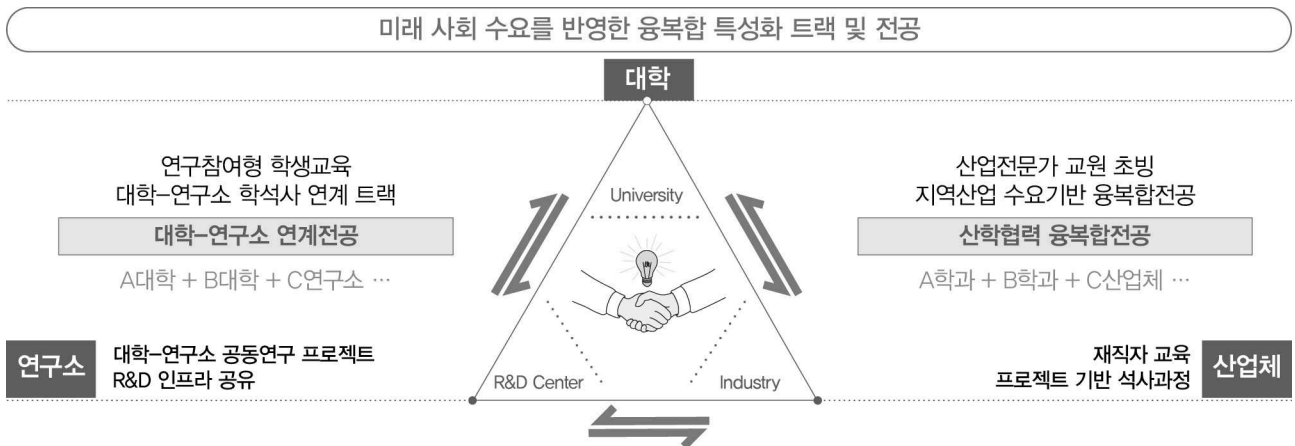 미래 사회 수요를 반영한 융복합 특성화 트랙 및 전공
대학
연구참여형 학생교육
대학-연구소 학석사 연계 트랙
대학-연구소 연계전공
A대학 + B대학 + C연구소 …
University
산업전문가 교원 초빙
지역산업 수요기반 융복합전공
산학협력 융복합전공
A학과 + B학과 + C산업체 …
연구소
대학-연구소 공동연구 프로젝트
R&D 인프라 공유
R&D Center
Industry
재직자 교육
프로젝트 기반 석사과정
산업체